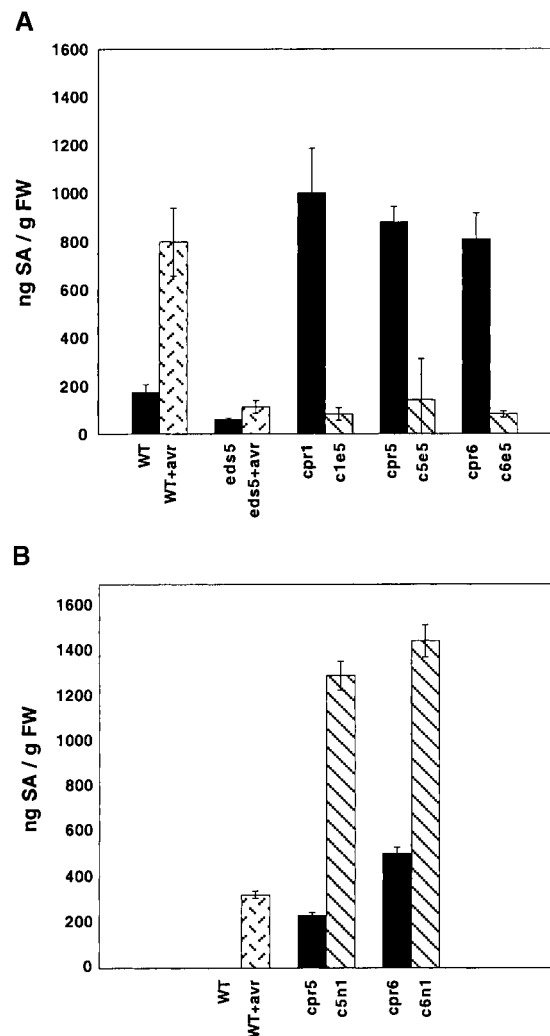 A
1600
1400
1200
1000
800
600
400
200
0
ng SA / g FW
WT
WT+avr
eds5
eds5+avr
cpr1
c1e5
cpr5
c5e5
cpr6
c6e5
B
1600
1400
1200
1000
800
600
400
200
0
ng SA / g FW
WT
WT+avr
cpr5
c5n1
cpr6
c6n1